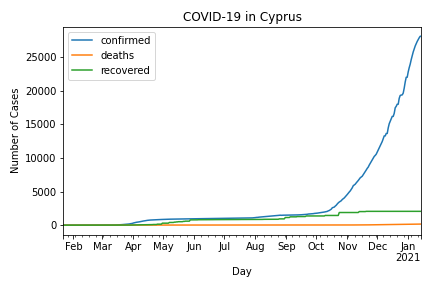 COVID-19 in Cyprus
confirmed
deaths
recovered
Number of Cases
25000
20000
15000
10000
5000
0
Feb Mar Apr May Jun Jul Aug Sep Oct Nov Dec Jan
2021
Day